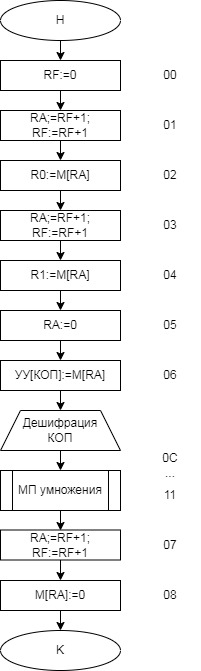 Н
RF:=0 00
RA;=RF+1; 01
RF:=RF+1
R0:=M[RA] 02
RA;=RF+1; 03
RF:=RF+1
R1:=M[RA] 04
RA:=0 05
УУ[КОП]:=M[RA] 06
Дешифрация
КОП
0C
...
МП умножения 11
RA;=RF+1; 07
RF:=RF+1
M[RA]:=0 08
К